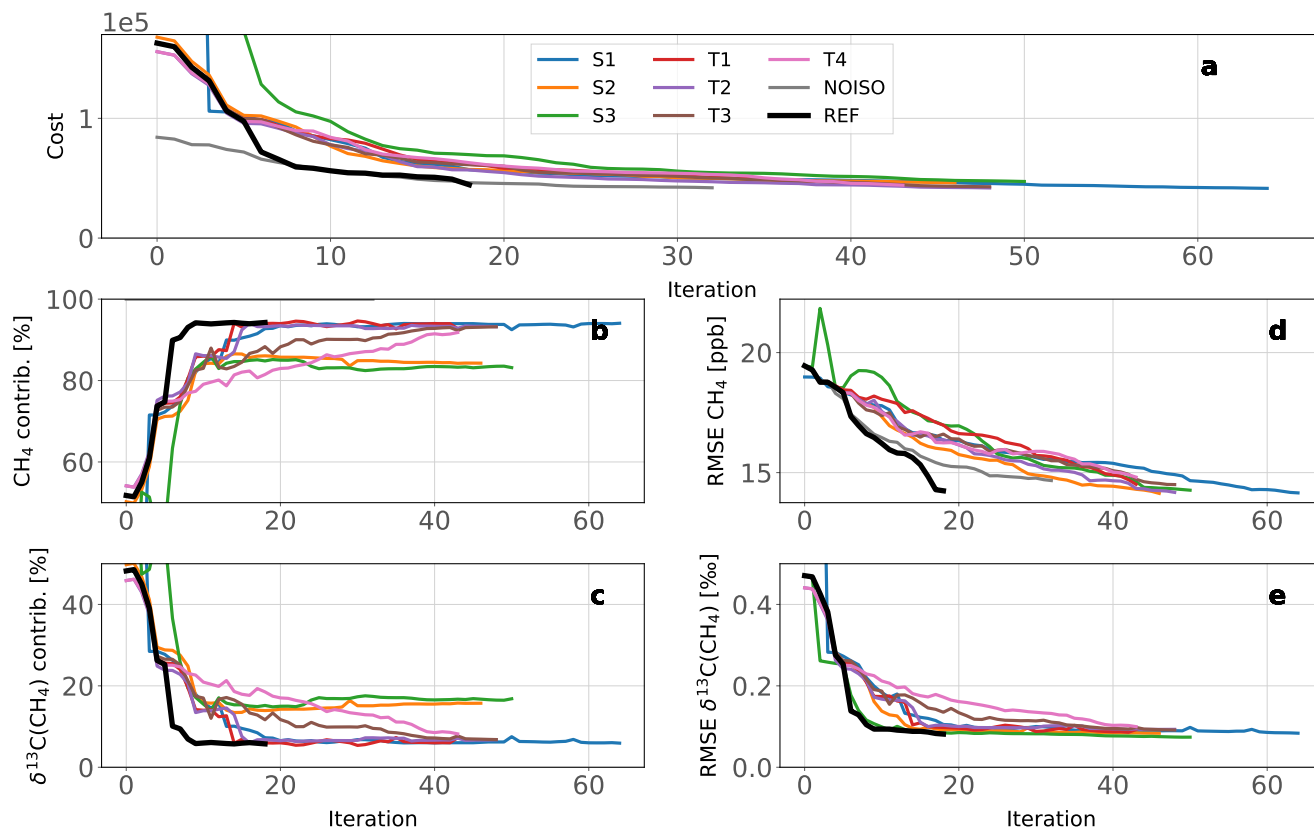 1e5
a
S1 T1 T4
S2 T2 NOISO
S3 T3 REF
Cost
1
0
0 10 20 30 40 50 60
Iteration
b
CH₄ contrib. [%]
100
80
60
0 20 40 60
d
RMSE CH₄ [ppb]
20
15
0 20 40 60
c
δ¹³C(CH₄) contrib. [%]
40
20
0
0 20 40 60
Iteration
e
RMSE δ¹³C(CH₄) [‰]
0.4
0.2
0.0
0 20 40 60
Iteration